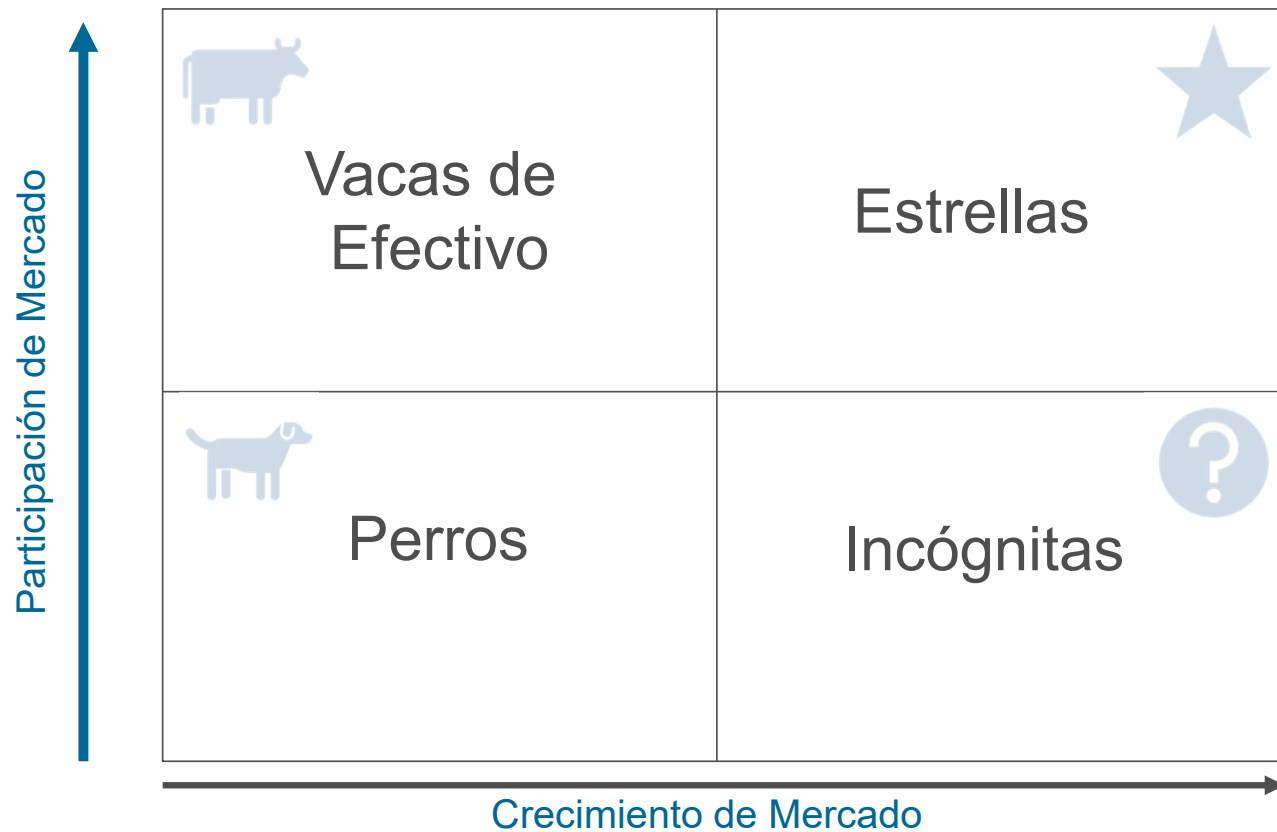 Participación de Mercado
Vacas de
Efectivo
Estrellas
Perros
?
Incógnitas
Crecimiento de Mercado